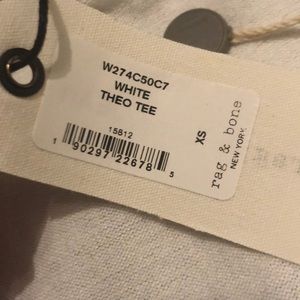 W274C50C7
WHITE
THEO TEE
15812
1 90297 22678 5
XS
rag & bone
NEW YORK